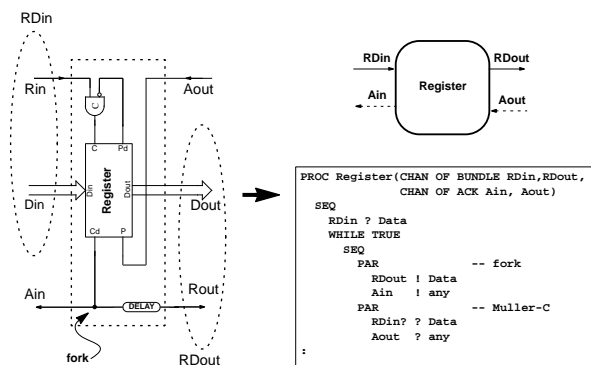 RDin
Rin
Aout
C
C
Pd
Din
Register
Dout
Din
Dout
Cd
P
Ain
Rout
DELAY
fork
RDout
RDin
RDout
Register
Ain
Aout
PROC Register(CHAN OF BUNDLE RDin,RDout,
CHAN OF ACK Ain, Aout)
SEQ
RDin ? Data
WHILE TRUE
SEQ
PAR -- fork
RDout ! Data
Ain ! any
PAR -- Muller-C
RDin? ? Data
Aout ? any
: